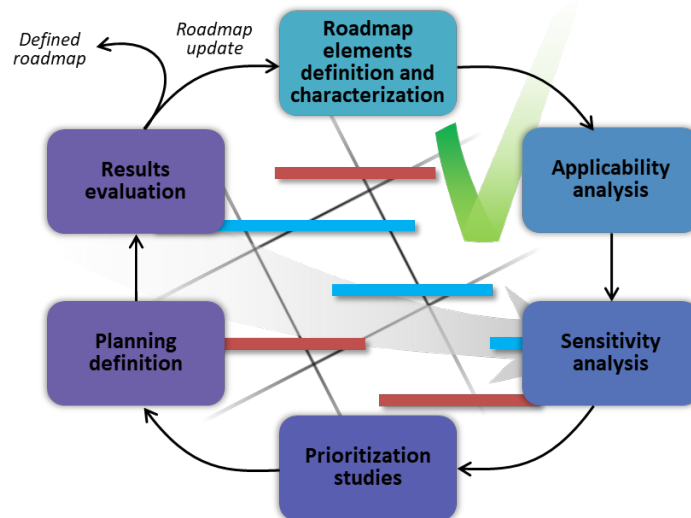 Defined
roadmap
Roadmap
update
Roadmap
elements
definition and
characterization
Results
evaluation
Applicability
analysis
Planning
definition
Sensitivity
analysis
Prioritization
studies